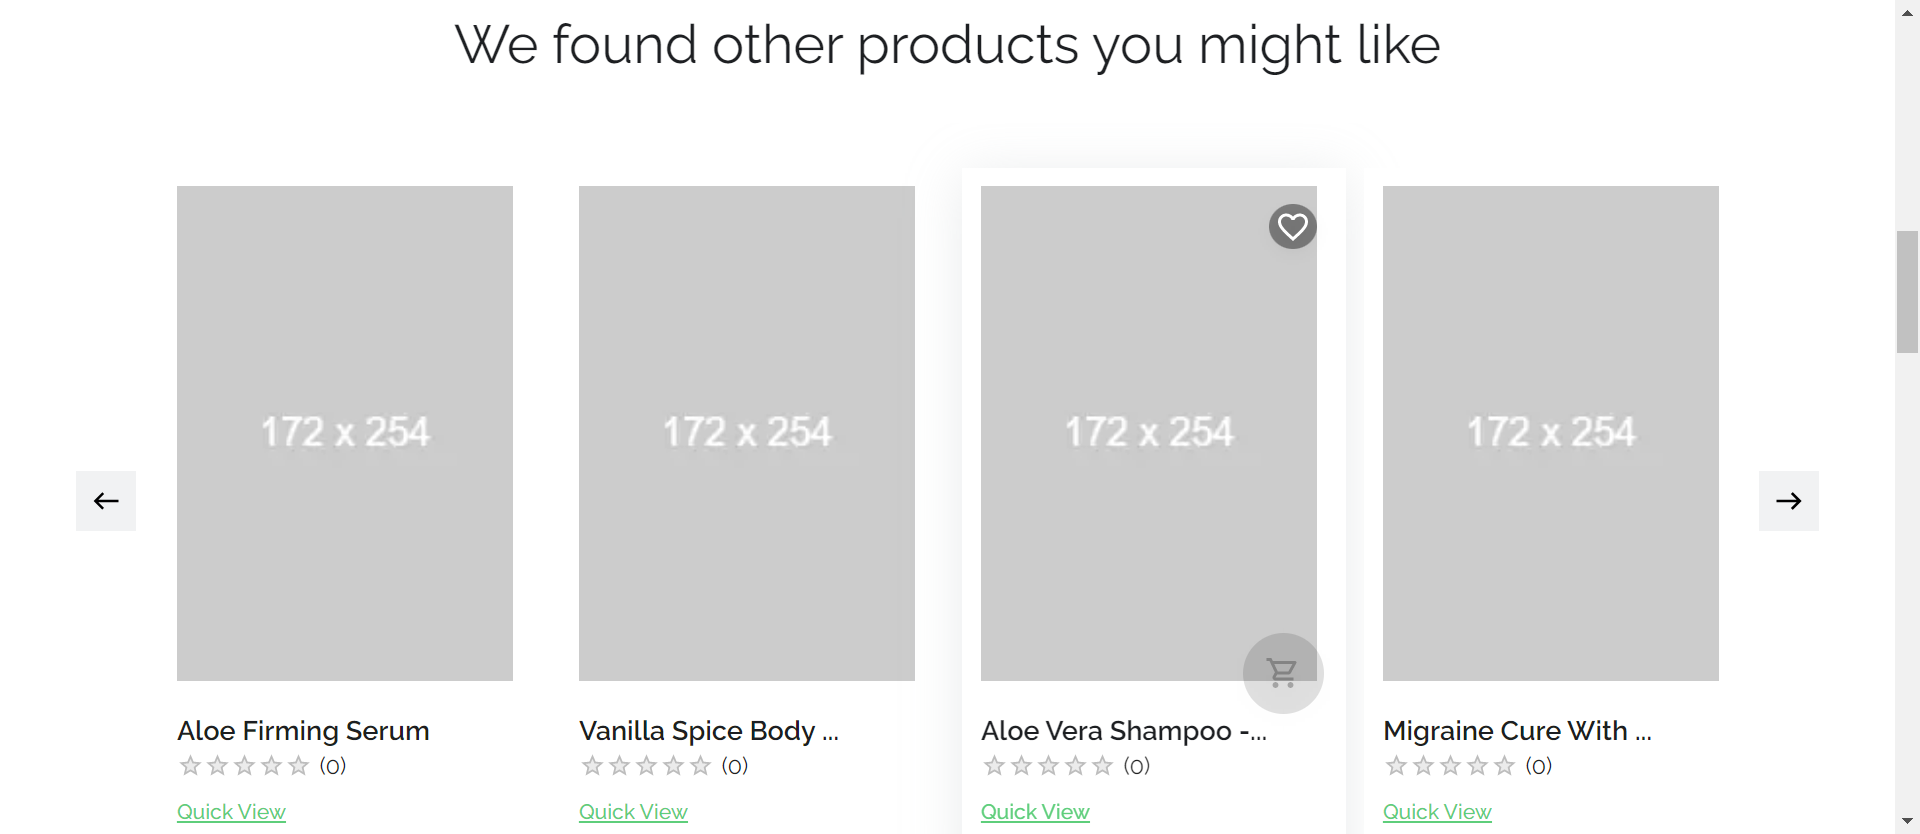 We found other products you might like
172 x 254
172 x 254
172 x 254
172 x 254
Aloe Firming Serum
(0)
Quick View
Vanilla Spice Body ...
(0)
Quick View
Aloe Vera Shampoo -...
(0)
Quick View
Migraine Cure With ...
(0)
Quick View